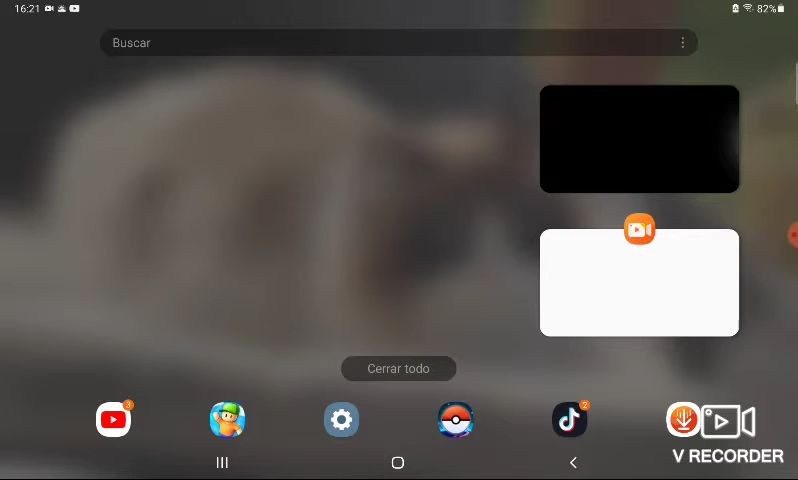 16:21
82%
Buscar
Cerrar todo
3
2
V RECORDER